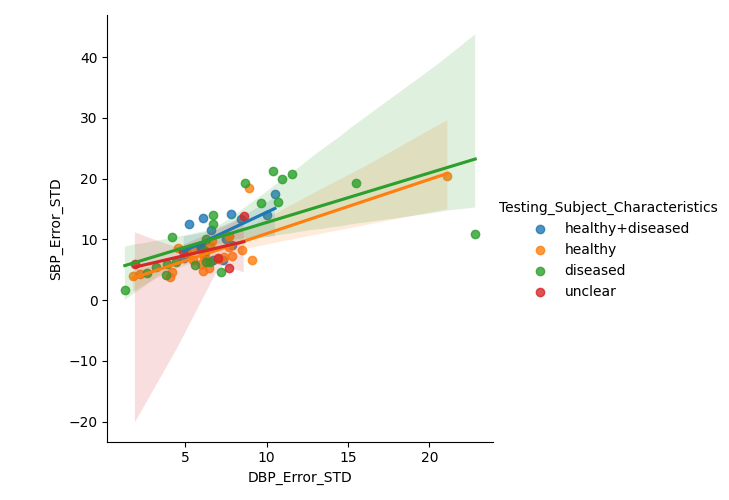 40
30
20
10
0
−10
−20
SBP_Error_STD
5
10
15
20
DBP_Error_STD
Testing_Subject_Characteristics
healthy+diseased
healthy
diseased
unclear